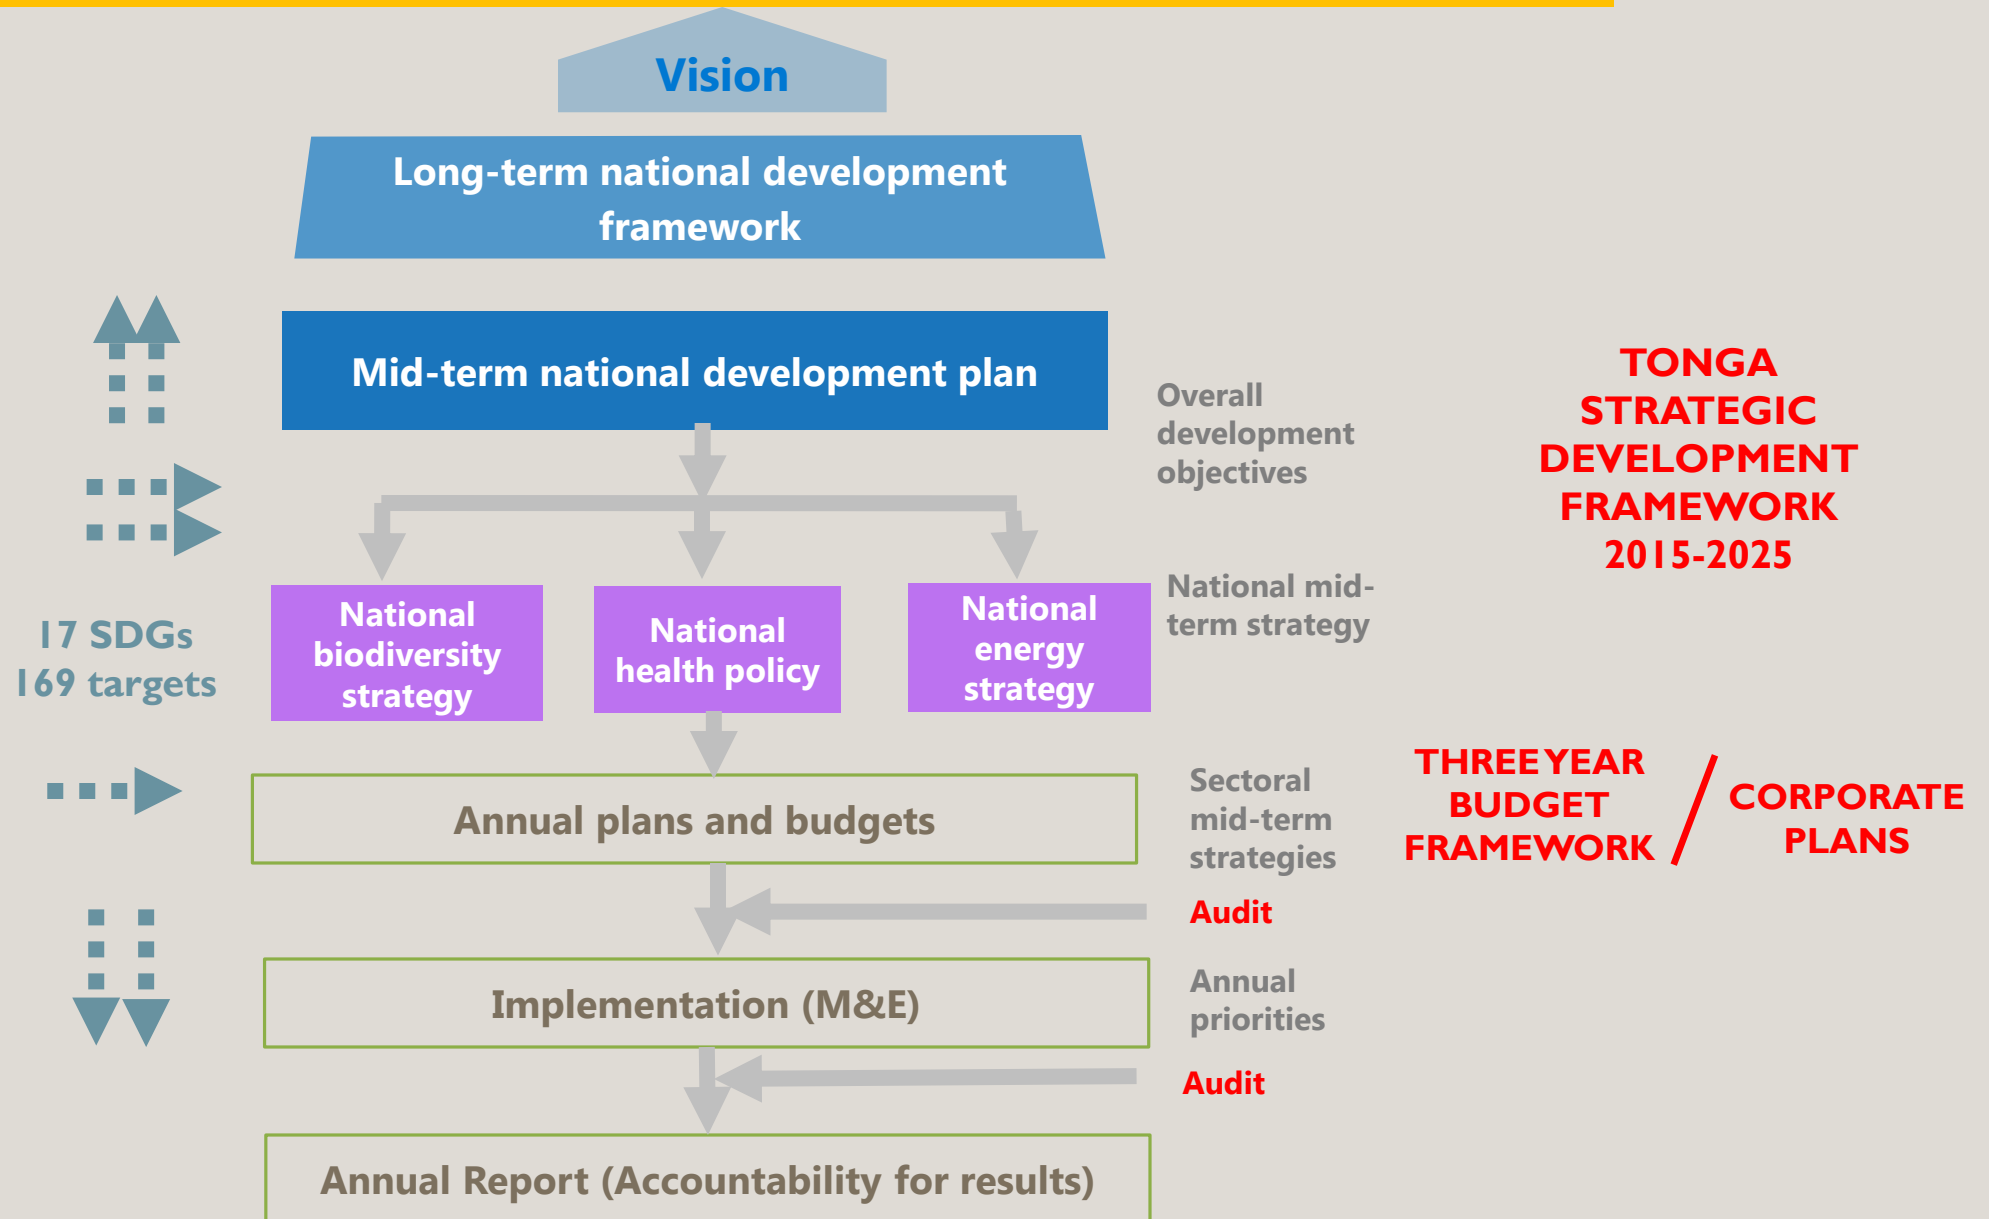 Vision
Long-term national development
framework
Mid-term national development plan
Overall
development
objectives
TONGA
STRATEGIC
DEVELOPMENT
FRAMEWORK
2015-2025
17 SDGs
169 targets
National
biodiversity
strategy
National
health policy
National
energy
strategy
National mid-
term strategy
Annual plans and budgets
Sectoral
mid-term
strategies
THREE YEAR
BUDGET
FRAMEWORK
CORPORATE
PLANS
Audit
Implementation (M&E)
Annual
priorities
Audit
Annual Report (Accountability for results)